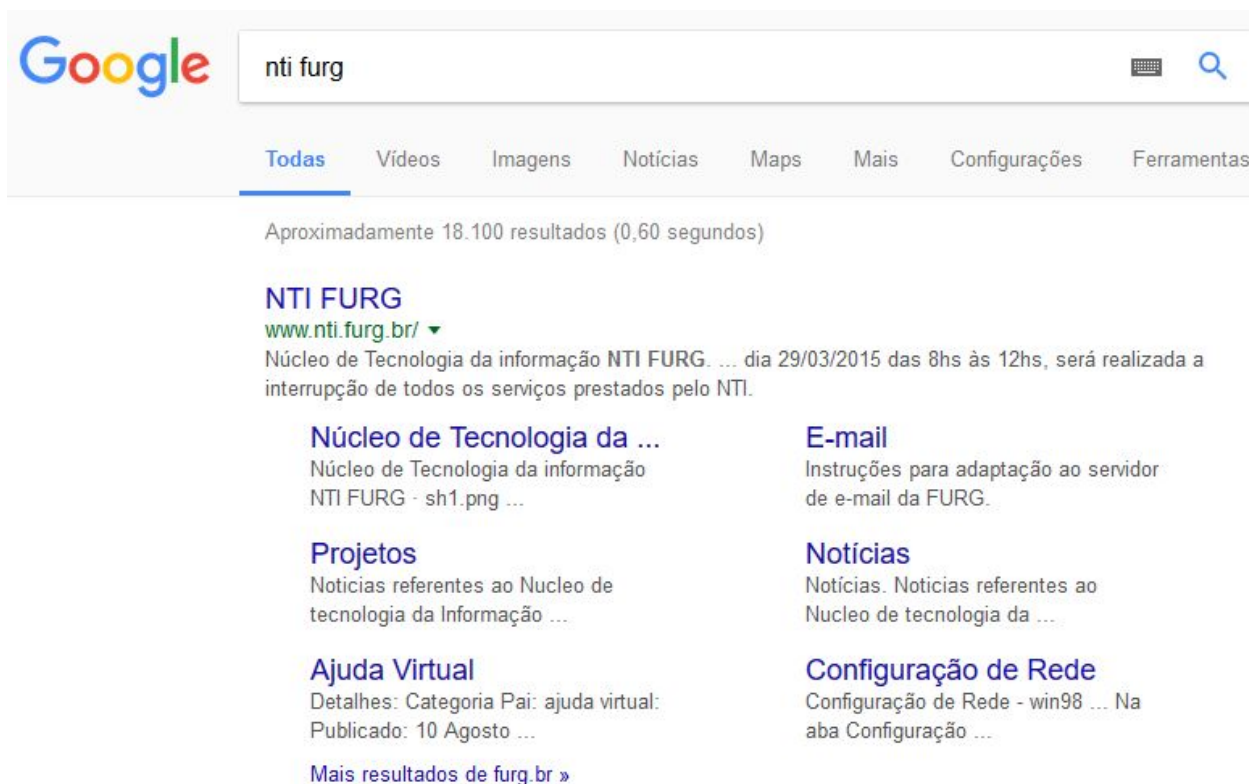 Google
nti furg
Todas Vídeos Imagens Notícias Maps Mais Configurações Ferramentas
Aproximadamente 18.100 resultados (0,60 segundos)
NTI FURG
www.nti.furg.br/
Núcleo de Tecnologia da informação NTI FURG. ... dia 29/03/2015 das 8hs às 12hs, será realizada a
interrupção de todos os serviços prestados pelo NTI.
Núcleo de Tecnologia da ...
Núcleo de Tecnologia da informação
NTI FURG · sh1.png ...
E-mail
Instruções para adaptação ao servidor
de e-mail da FURG.
Projetos
Noticias referentes ao Nucleo de
tecnologia da Informação ...
Notícias
Notícias. Noticias referentes ao
Nucleo de tecnologia da ...
Ajuda Virtual
Detalhes: Categoria Pai: ajuda virtual:
Publicado: 10 Agosto ...
Configuração de Rede
Configuração de Rede - win98 ... Na
aba Configuração ...
Mais resultados de furg.br »